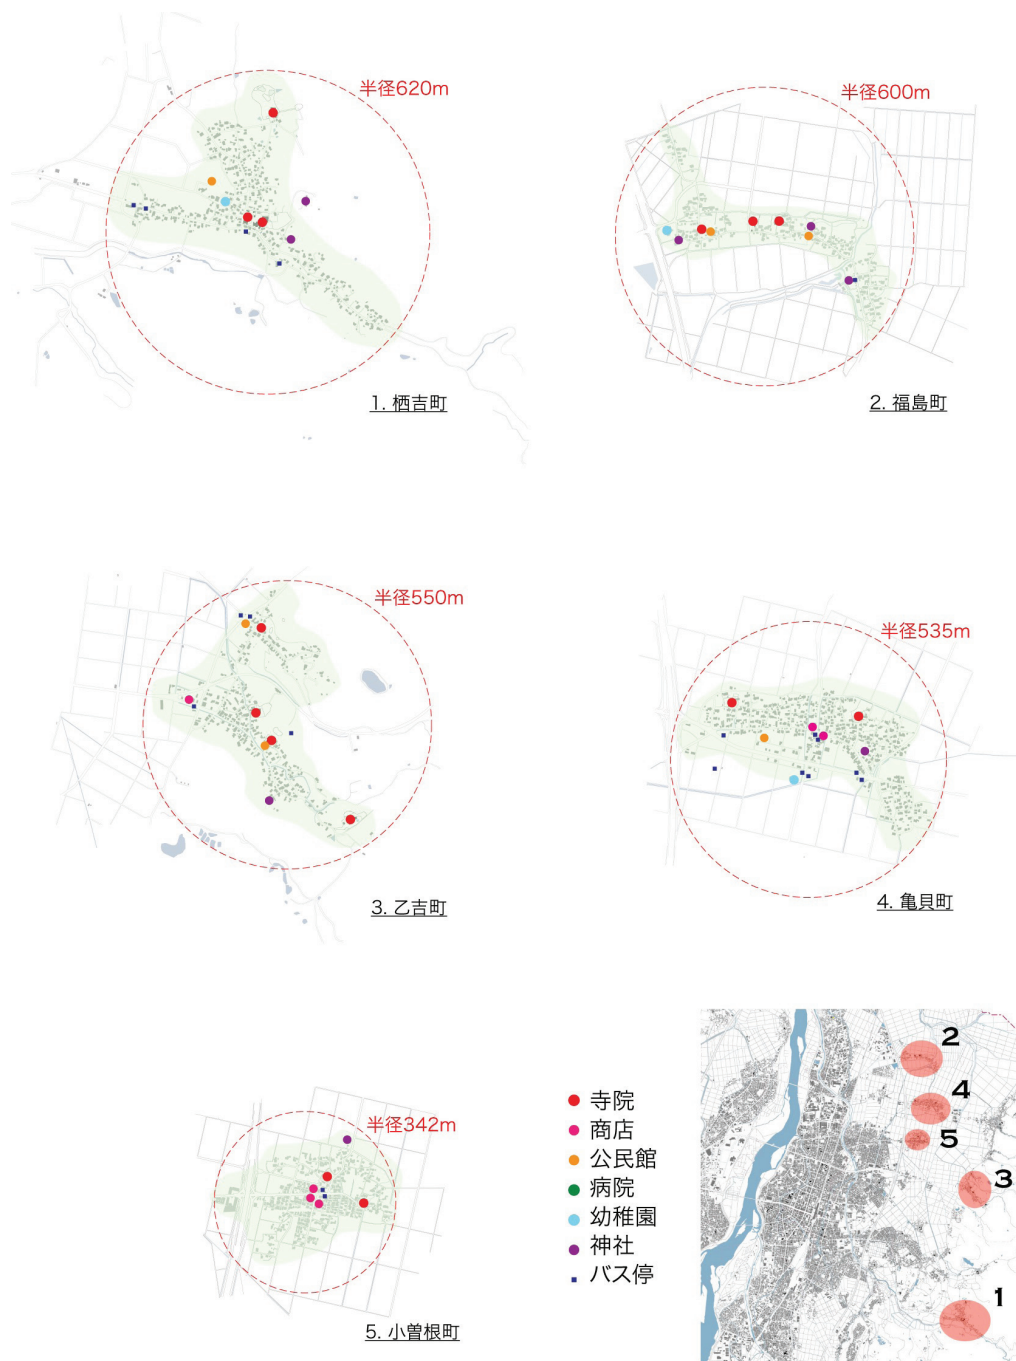 半径620m
1. 栖吉町
半径600m
2. 福島町
半径550m
3. 乙吉町
半径535m
4. 亀貝町
半径342m
5. 小曽根町
寺院
商店
公民館
病院
幼稚園
神社
バス停
2
4
5
3
1